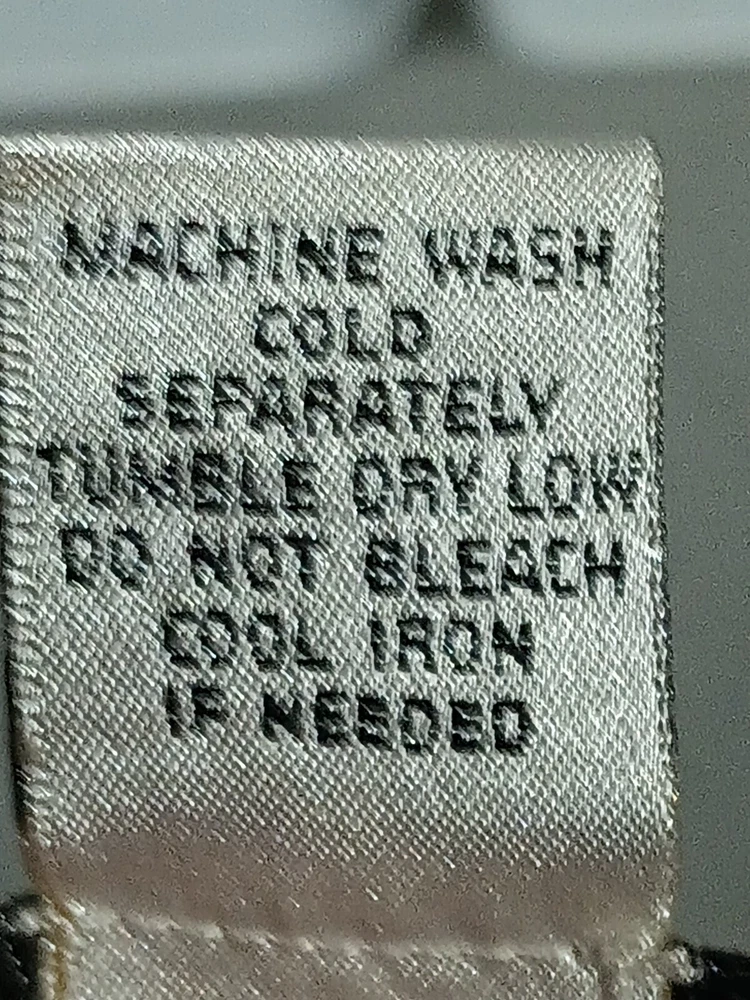 MACHINE WASH
COLD
SEPARATELY
TUMBLE DRY LOW
DO NOT BLEACH
COOL IRON
IF NEEDED